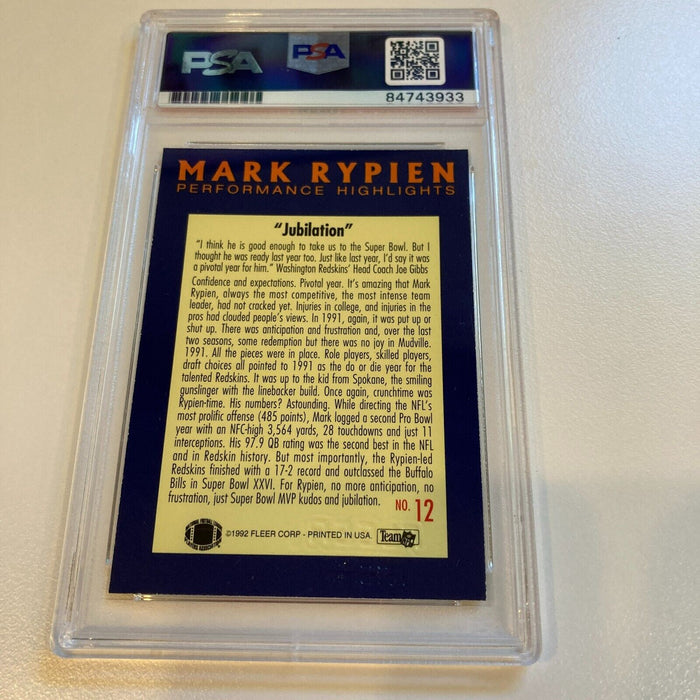 PSA
PSA
84743933
MARK RYPIEN
PERFORMANCE HIGHLIGHTS
"Jubilation"
"I think he is good enough to take us to the Super Bowl. But I
thought he was ready last year too. Just like last year, I'd say it was
a pivotal year for him." Washington Redskins' Head Coach Joe Gibbs
Confidence and expectations. Pivotal year. It's amazing that Mark
Rypien, always the most competitive, the most intense team
leader, had not cracked yet. Injuries in college, and injuries in the
pros had clouded people's views. In 1991, again, it was put up or
shut up. There was anticipation and frustration and, over the last
two seasons, some redemption but there was no joy in Mudville.
1991. All the pieces were in place. Role players, skilled players,
draft choices all pointed to 1991 as the do or die year for the
talented Redskins. It was up to the kid from Spokane, the smiling
gunslinger with the linebacker build. Once again, crunchtime was
Rypien-time. His numbers? Astounding. While directing the NFL's
most prolific offense (485 points), Mark logged a second Pro Bowl
year with an NFC-high 3,564 yards, 28 touchdowns and just 11
interceptions. His 97.9 QB rating was the second best in the NFL
and in Redskin history. But most importantly, the Rypien-led
Redskins finished with a 17-2 record and outclassed the Buffalo
Bills in Super Bowl XXVI. For Rypien, no more anticipation, no
frustration, just Super Bowl MVP kudos and jubilation.
NO. 12
©1992 FLEER CORP - PRINTED IN USA.
Team NFL